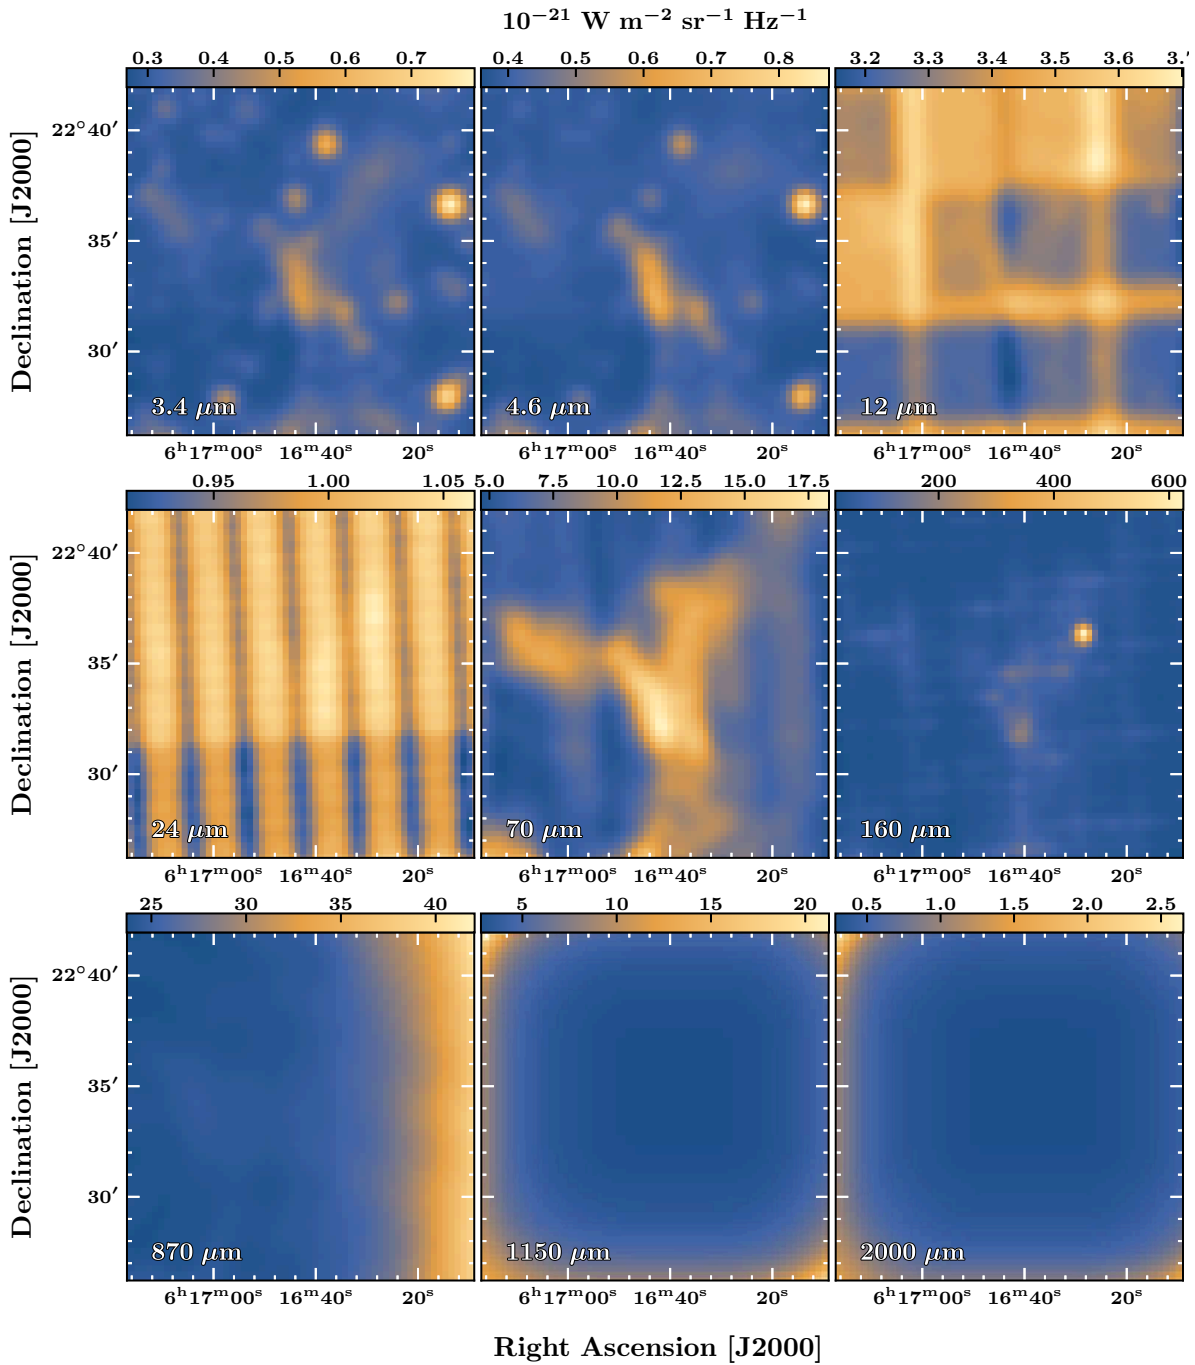 10⁻²¹ W m⁻² sr⁻¹ Hz⁻¹
0.3 0.4 0.5 0.6 0.7 0.4 0.5 0.6 0.7 0.8 3.2 3.3 3.4 3.5 3.6 3.7
Declination [J2000]
22°40′
35′
30′
3.4 μm 4.6 μm 12 μm
6ʰ17ᵐ00ˢ 16ᵐ40ˢ 20ˢ 6ʰ17ᵐ00ˢ 16ᵐ40ˢ 20ˢ 6ʰ17ᵐ00ˢ 16ᵐ40ˢ 20ˢ
0.95 1.00 1.05 5.0 7.5 10.0 12.5 15.0 17.5 200 400 600
Declination [J2000]
22°40′
35′
30′
24 μm 70 μm 160 μm
6ʰ17ᵐ00ˢ 16ᵐ40ˢ 20ˢ 6ʰ17ᵐ00ˢ 16ᵐ40ˢ 20ˢ 6ʰ17ᵐ00ˢ 16ᵐ40ˢ 20ˢ
25 30 35 40 5 10 15 20 0.5 1.0 1.5 2.0 2.5
Declination [J2000]
22°40′
35′
30′
870 μm 1150 μm 2000 μm
6ʰ17ᵐ00ˢ 16ᵐ40ˢ 20ˢ 6ʰ17ᵐ00ˢ 16ᵐ40ˢ 20ˢ 6ʰ17ᵐ00ˢ 16ᵐ40ˢ 20ˢ
Right Ascension [J2000]